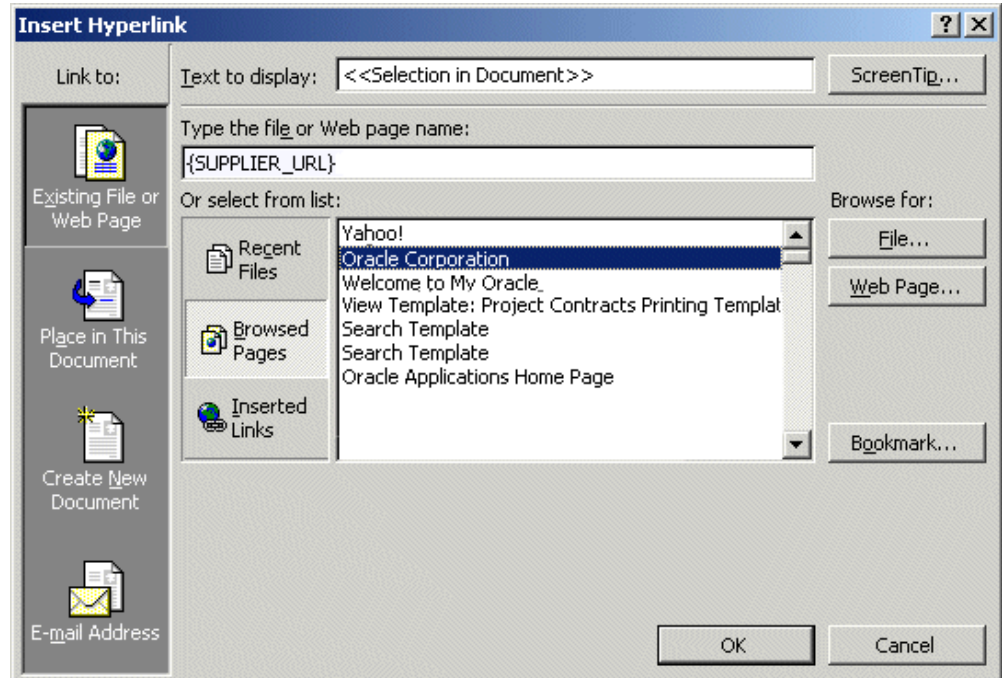 Insert Hyperlink
Link to:
Text to display:
<<Selection in Document>>
ScreenTip...
Type the file or Web page name:
{SUPPLIER_URL}
Existing File or
Web Page
Or select from list:
Browse for:
Recent
Files
Yahoo!
Oracle Corporation
Welcome to My Oracle
View Template: Project Contracts Printing Templat
Search Template
Search Template
Oracle Applications Home Page
File...
Web Page...
Place in This
Document
Browsed
Pages
Inserted
Links
Bookmark...
Create New
Document
E-mail Address
OK
Cancel